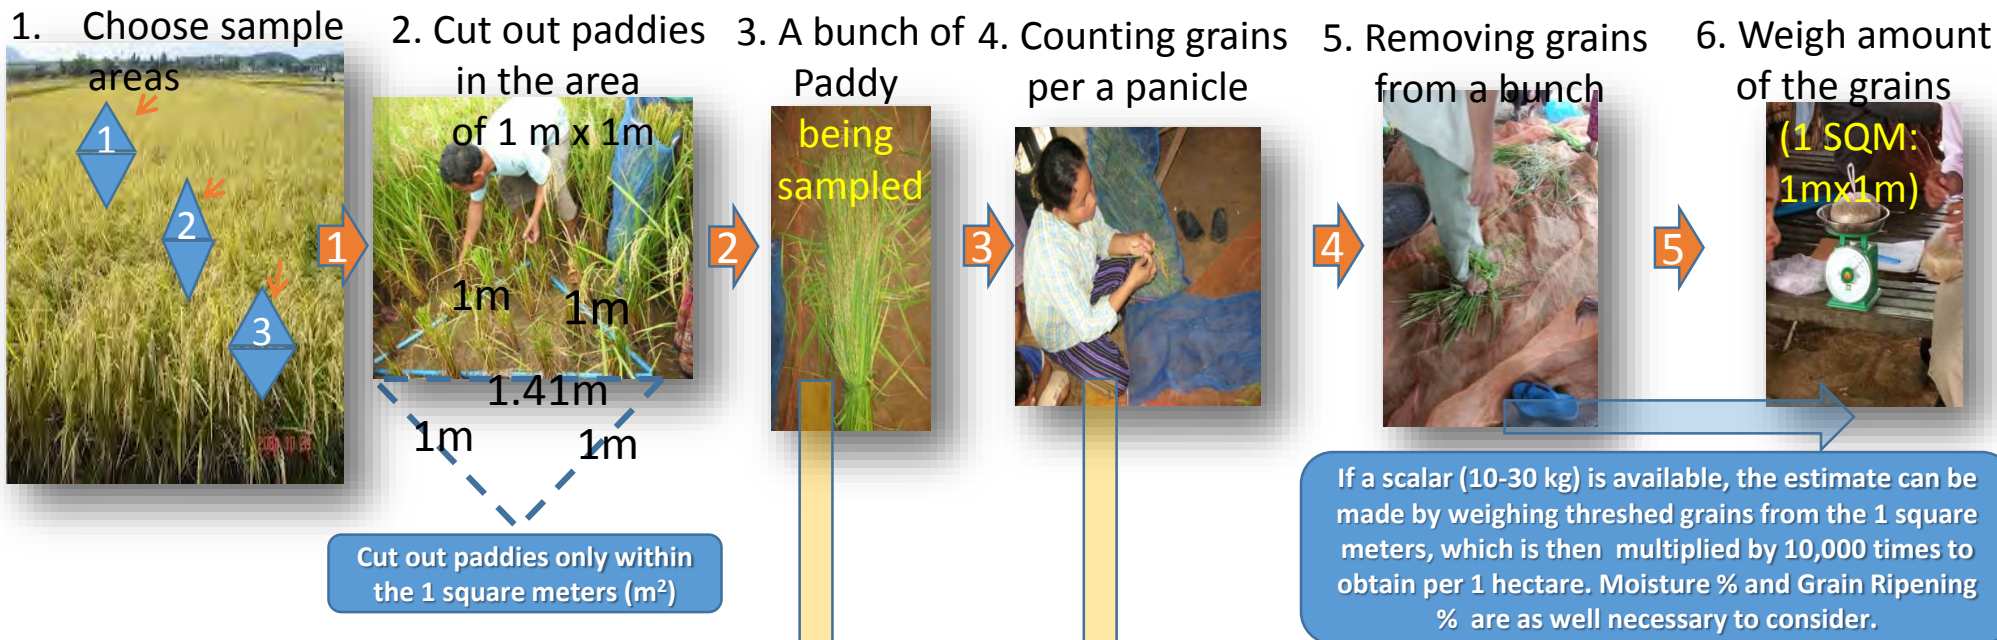 1. Choose sample
areas
1
2
3
1
2. Cut out paddies
in the area
of 1 m x 1m
1m
1m
1.41m
1m
1m
Cut out paddies only within
the 1 square meters (m²)
2
3. A bunch of
Paddy
being
sampled
3
4. Counting grains
per a panicle
4
5. Removing grains
from a bunch
5
6. Weigh amount
of the grains
(1 SQM:
1mx1m)
If a scalar (10-30 kg) is available, the estimate can be
made by weighing threshed grains from the 1 square
meters, which is then multiplied by 10,000 times to
obtain per 1 hectare. Moisture % and Grain Ripening
% are as well necessary to consider.